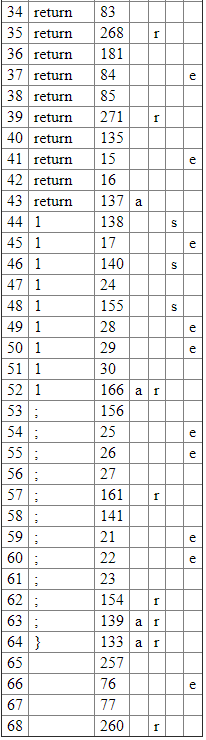 34 return 83
35 return 268 r
36 return 181
37 return 84 e
38 return 85
39 return 271 r
40 return 135
41 return 15 e
42 return 16
43 return 137 a
44 1 138 s
45 1 17 e
46 1 140 s
47 1 24
48 1 155 s
49 1 28 e
50 1 29 e
51 1 30
52 1 166 a r
53 ; 156
54 ; 25 e
55 ; 26 e
56 ; 27
57 ; 161 r
58 ; 141
59 ; 21 e
60 ; 22 e
61 ; 23
62 ; 154 r
63 ; 139 a r
64 } 133 a r
65 257
66 76 e
67 77
68 260 r